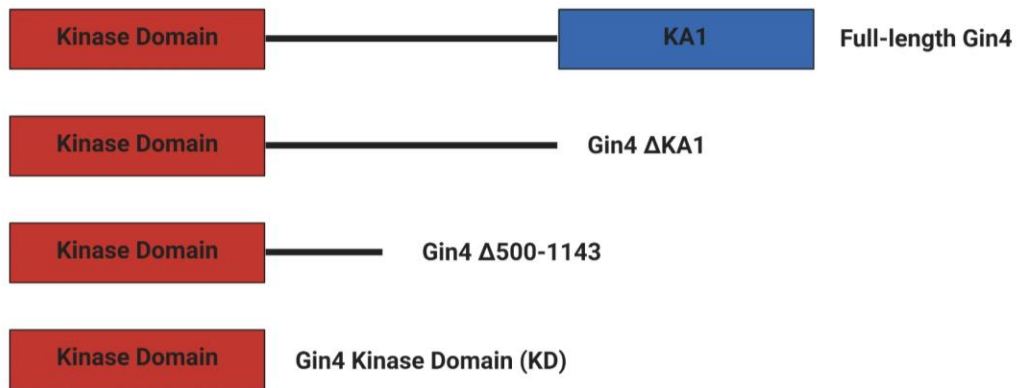 Kinase Domain KA1 Full-length Gin4
Kinase Domain Gin4 ΔKA1
Kinase Domain Gin4 Δ500-1143
Kinase Domain Gin4 Kinase Domain (KD)